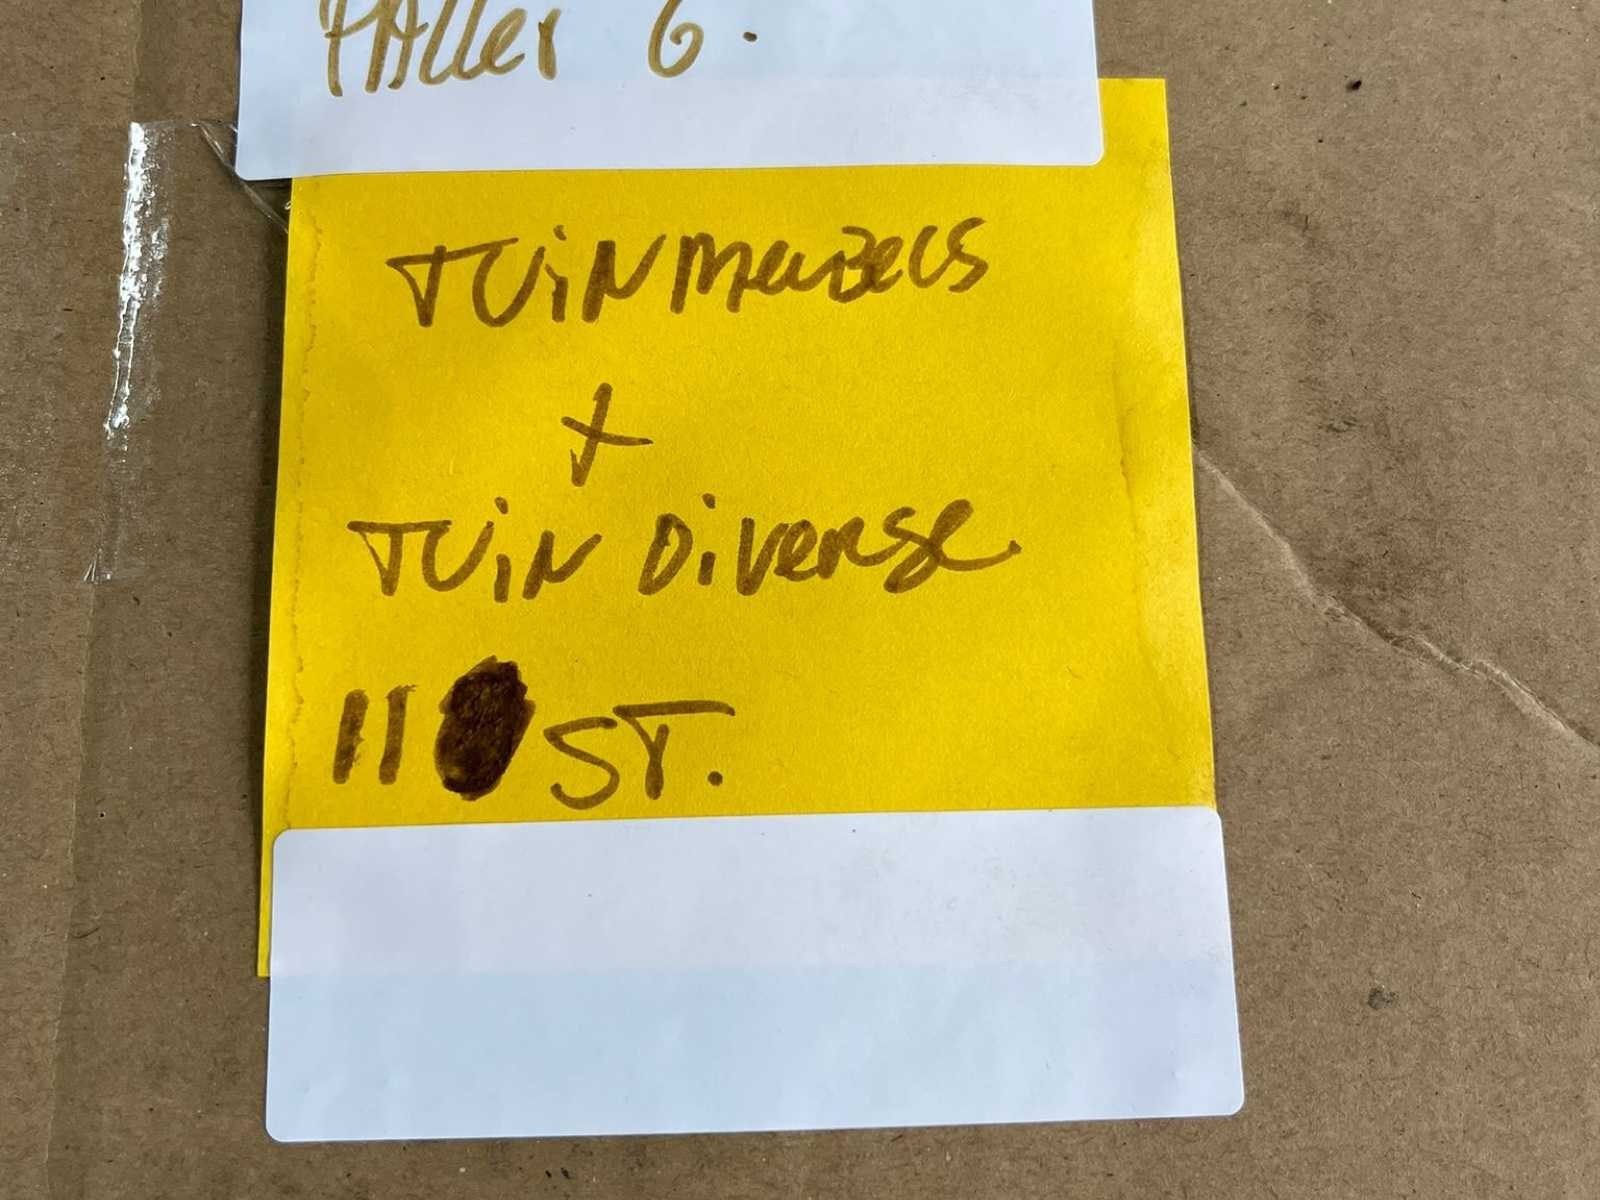 PAllet 6.
TUiNMeubels
+
TUiN Diverse.
11 ST.